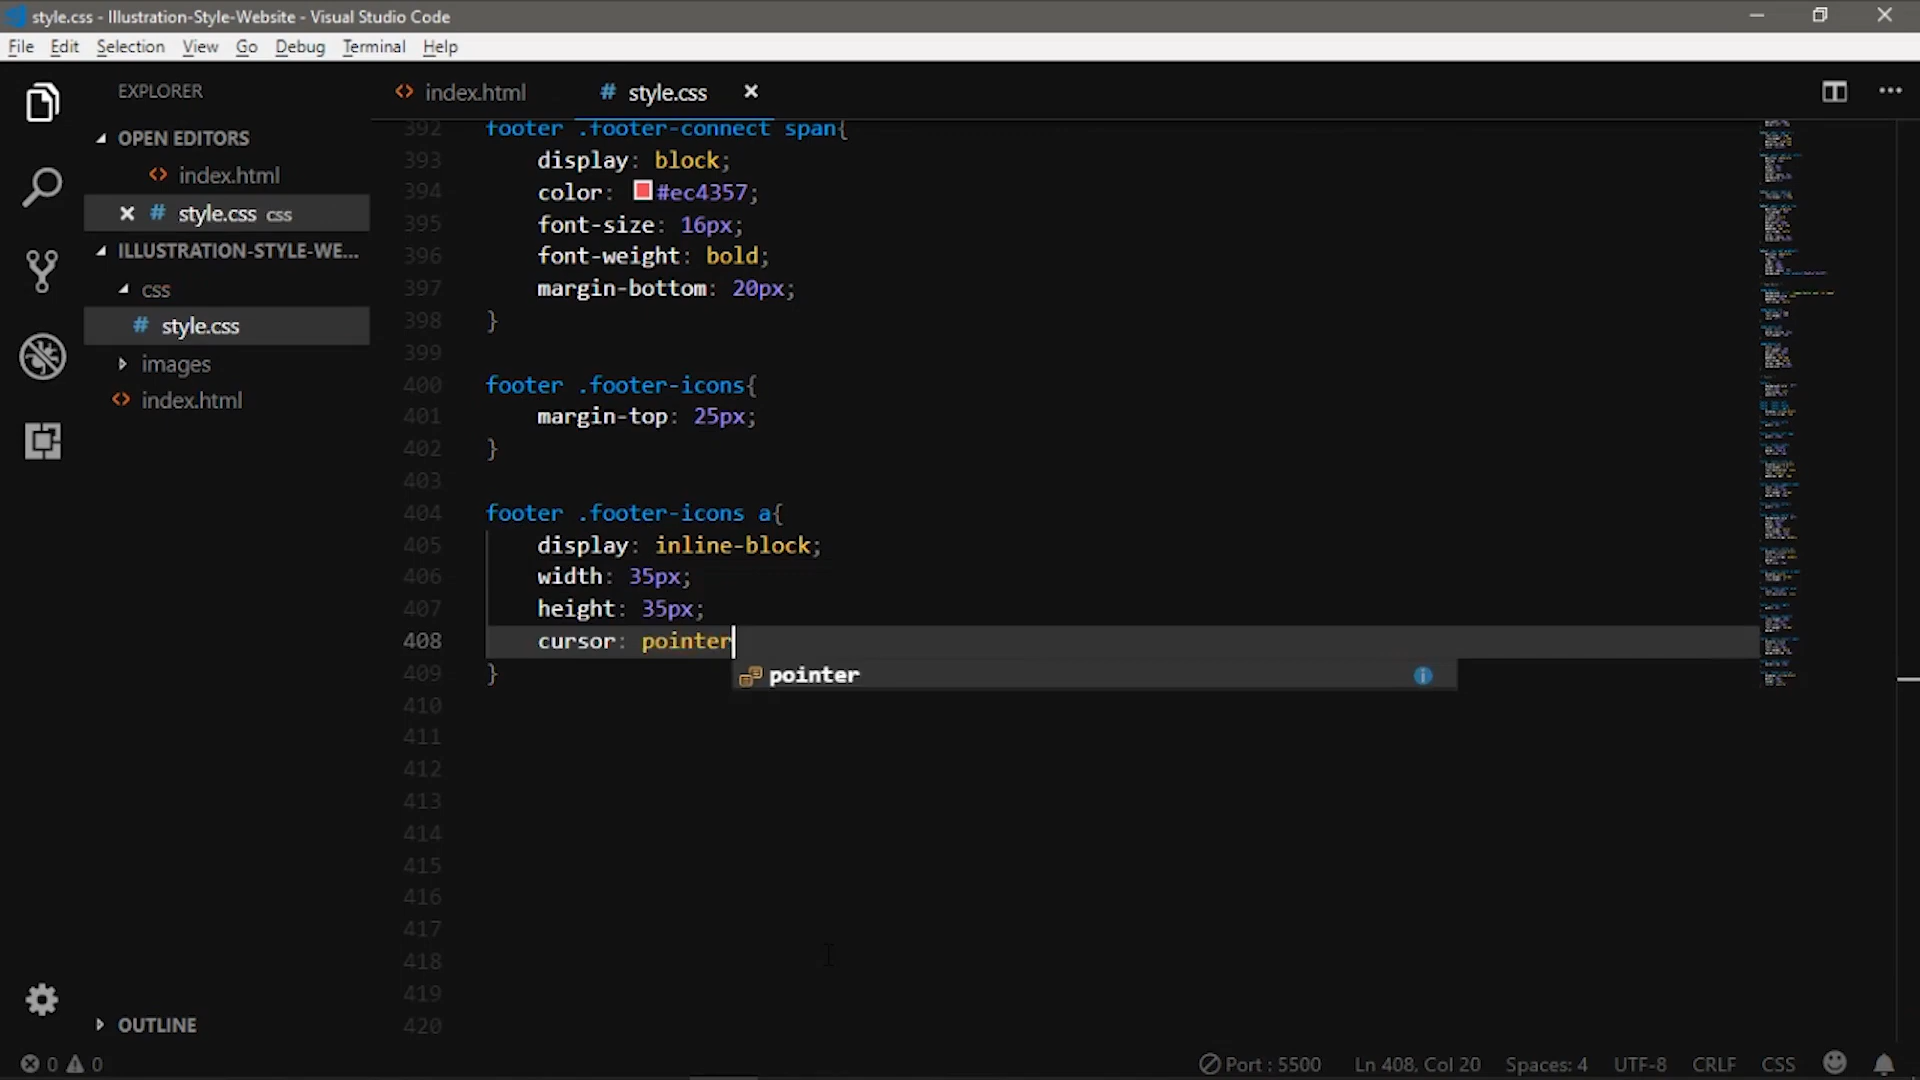 style.css - Illustration-Style-Website - Visual Studio Code
File Edit Selection View Go Debug Terminal Help
EXPLORER
OPEN EDITORS
index.html
style.css css
ILLUSTRATION-STYLE-WE...
css
# style.css
images
index.html
OUTLINE
index.html # style.css
392 footer .footer-connect span{
393 display: block;
394 color: #ec4357;
395 font-size: 16px;
396 font-weight: bold;
397 margin-bottom: 20px;
398 }
399
400 footer .footer-icons{
401 margin-top: 25px;
402 }
403
404 footer .footer-icons a{
405 display: inline-block;
406 width: 35px;
407 height: 35px;
408 cursor: pointer
409 }
pointer
410
411
412
413
414
415
416
417
418
419
420
0 0 Port : 5500 Ln 408, Col 20 Spaces: 4 UTF-8 CRLF CSS